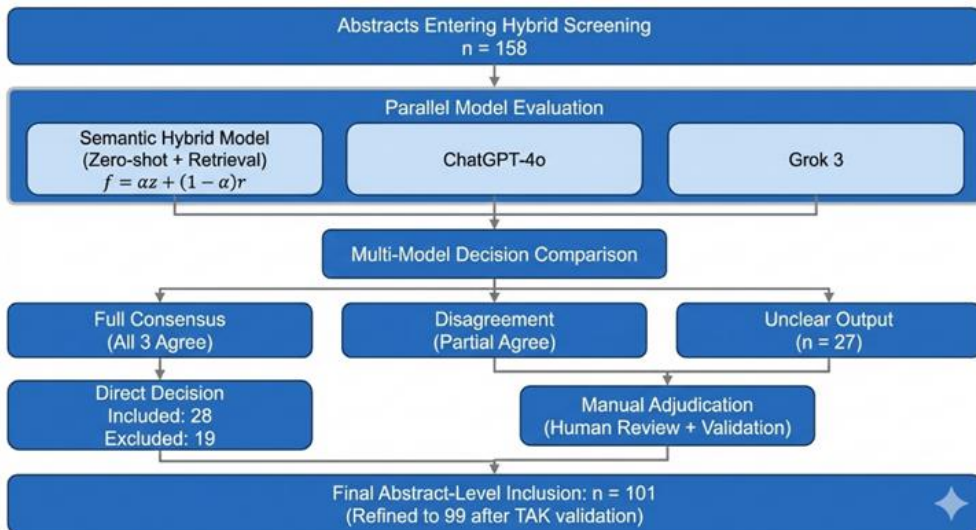 Abstracts Entering Hybrid Screening
n = 158
Parallel Model Evaluation
Semantic Hybrid Model
(Zero-shot + Retrieval)
f = αz + (1 − α)r
ChatGPT-4o
Grok 3
Multi-Model Decision Comparison
Full Consensus
(All 3 Agree)
Disagreement
(Partial Agree)
Unclear Output
(n = 27)
Direct Decision
Included: 28
Excluded: 19
Manual Adjudication
(Human Review + Validation)
Final Abstract-Level Inclusion: n = 101
(Refined to 99 after TAK validation)